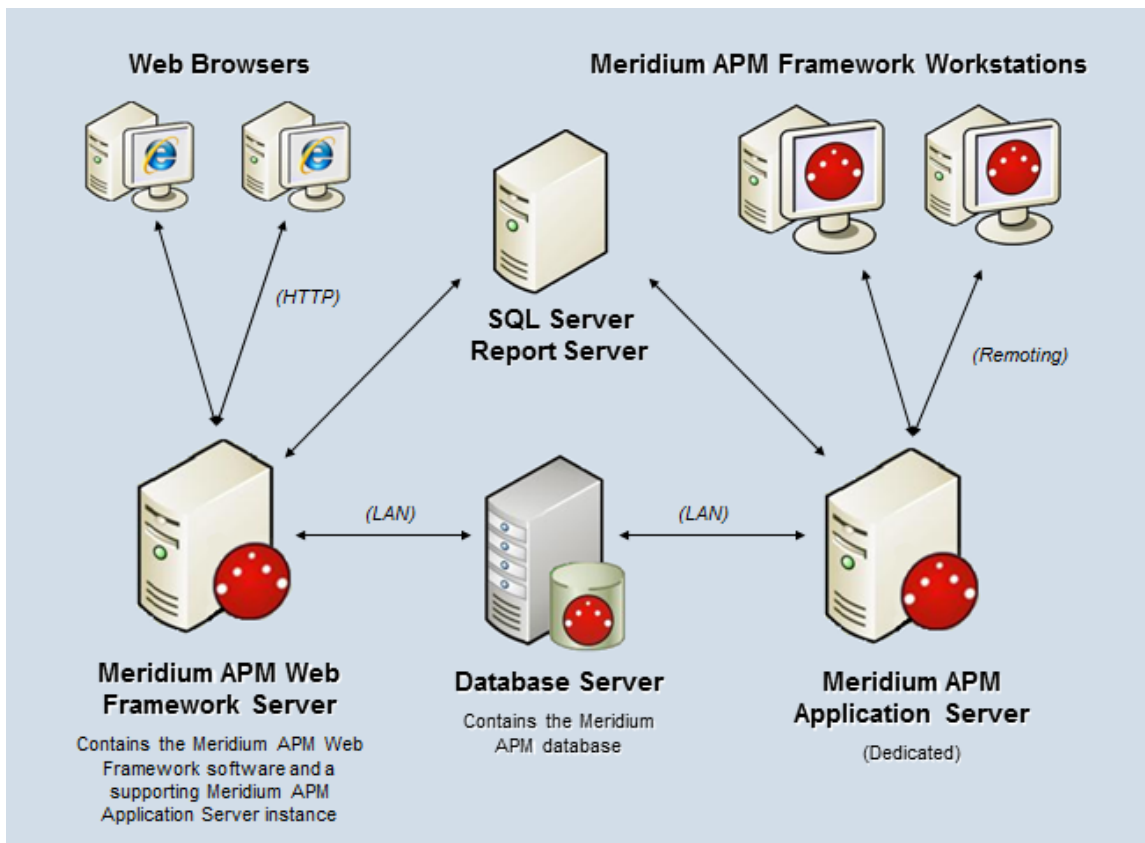 Web Browsers
Meridium APM Framework Workstations
(HTTP)
SQL Server
Report Server
(Remoting)
(LAN)
(LAN)
Meridium APM Web
Framework Server
Contains the Meridium APM Web
Framework software and a
supporting Meridium APM
Application Server instance
Database Server
Contains the Meridium
APM database
Meridium APM
Application Server
(Dedicated)